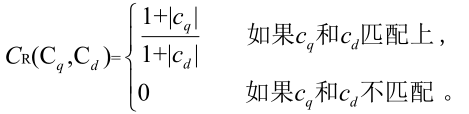 C_R(C_q,C_d)= { (1+|c_q|)/(1+|c_d|) 如果c_q和c_d匹配上，
0 如果c_q和c_d不匹配 。